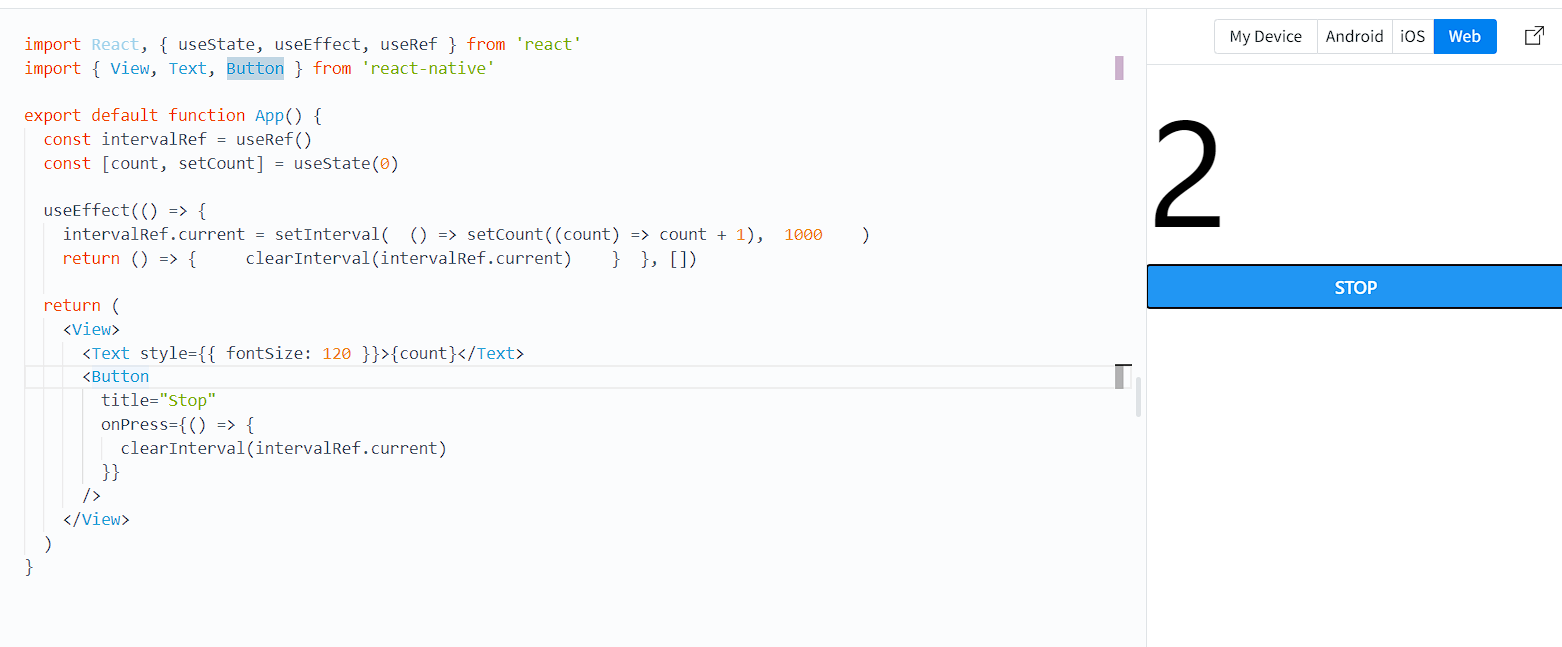 import React, { useState, useEffect, useRef } from 'react'
import { View, Text, Button } from 'react-native'

export default function App() {
  const intervalRef = useRef()
  const [count, setCount] = useState(0)

  useEffect(() => {
    intervalRef.current = setInterval(  () => setCount((count) => count + 1),  1000    )
    return () => {     clearInterval(intervalRef.current)    }  }, [])

  return (
    <View>
      <Text style={{ fontSize: 120 }}>{count}</Text>
      <Button
        title="Stop"
        onPress={() => {
          clearInterval(intervalRef.current)
        }}
      />
    </View>
  )
}
My Device Android iOS Web
2
STOP